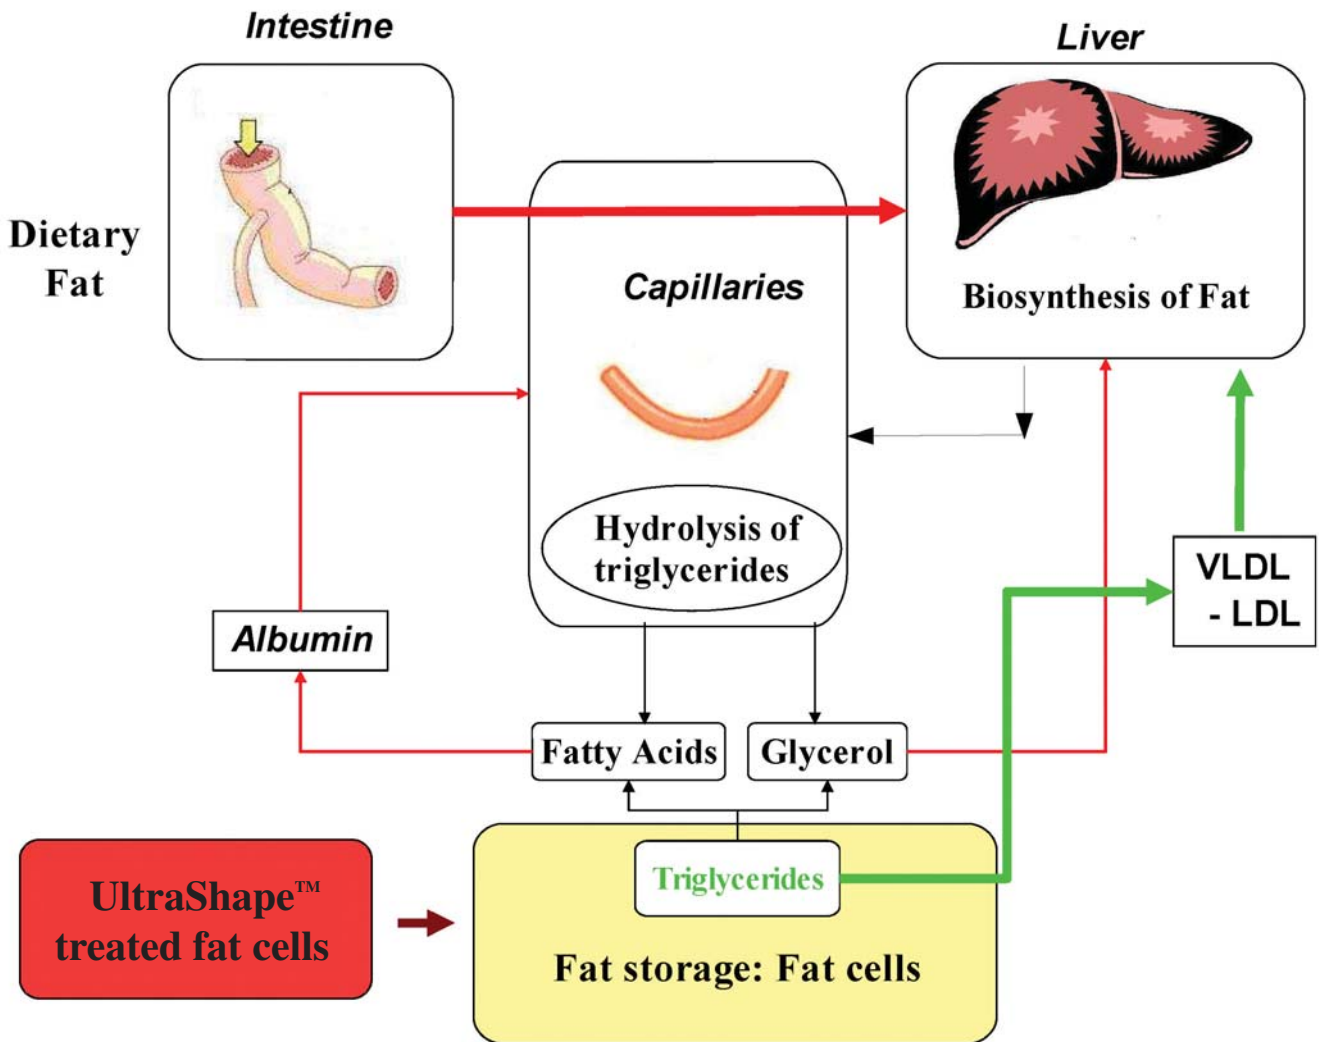 Intestine
Liver
Dietary
Fat
Capillaries
Biosynthesis of Fat
Hydrolysis of
triglycerides
VLDL
- LDL
Albumin
Fatty Acids
Glycerol
Triglycerides
UltraShape™
treated fat cells
Fat storage: Fat cells